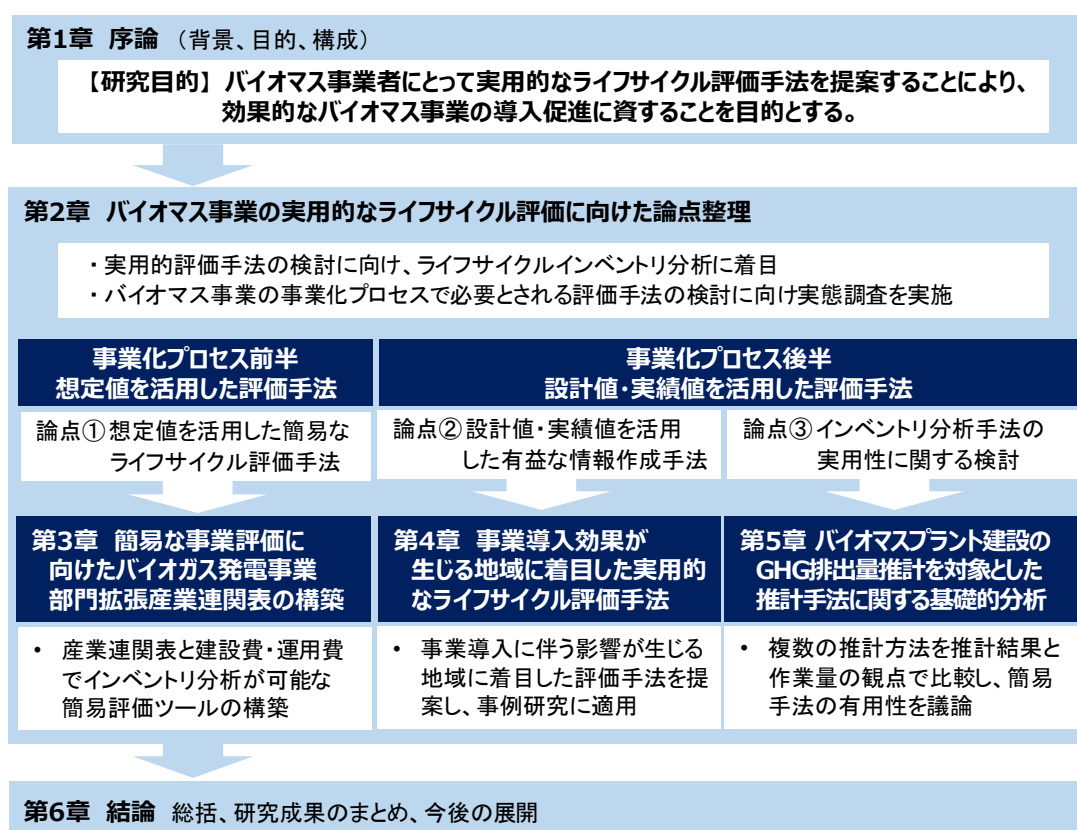 第1章 序論 （背景、目的、構成）
【研究目的】バイオマス事業者にとって実用的なライフサイクル評価手法を提案することにより、
効果的なバイオマス事業の導入促進に資することを目的とする。
第2章 バイオマス事業の実用的なライフサイクル評価に向けた論点整理
・実用的評価手法の検討に向け、ライフサイクルインベントリ分析に着目
・バイオマス事業の事業化プロセスで必要とされる評価手法の検討に向け実態調査を実施
事業化プロセス前半
想定値を活用した評価手法
事業化プロセス後半
設計値・実績値を活用した評価手法
論点①想定値を活用した簡易な
ライフサイクル評価手法
論点②設計値・実績値を活用
した有益な情報作成手法
論点③インベントリ分析手法の
実用性に関する検討
第3章 簡易な事業評価に
向けたバイオガス発電事業
部門拡張産業連関表の構築
第4章 事業導入効果が
生じる地域に着目した実用的
なライフサイクル評価手法
第5章 バイオマスプラント建設の
GHG排出量推計を対象とした
推計手法に関する基礎的分析
• 産業連関表と建設費・運用費
でインベントリ分析が可能な
簡易評価ツールの構築
• 事業導入に伴う影響が生じる
地域に着目した評価手法を提
案し、事例研究に適用
• 複数の推計方法を推計結果と
作業量の観点で比較し、簡易
手法の有用性を議論
第6章 結論 総括、研究成果のまとめ、今後の展開